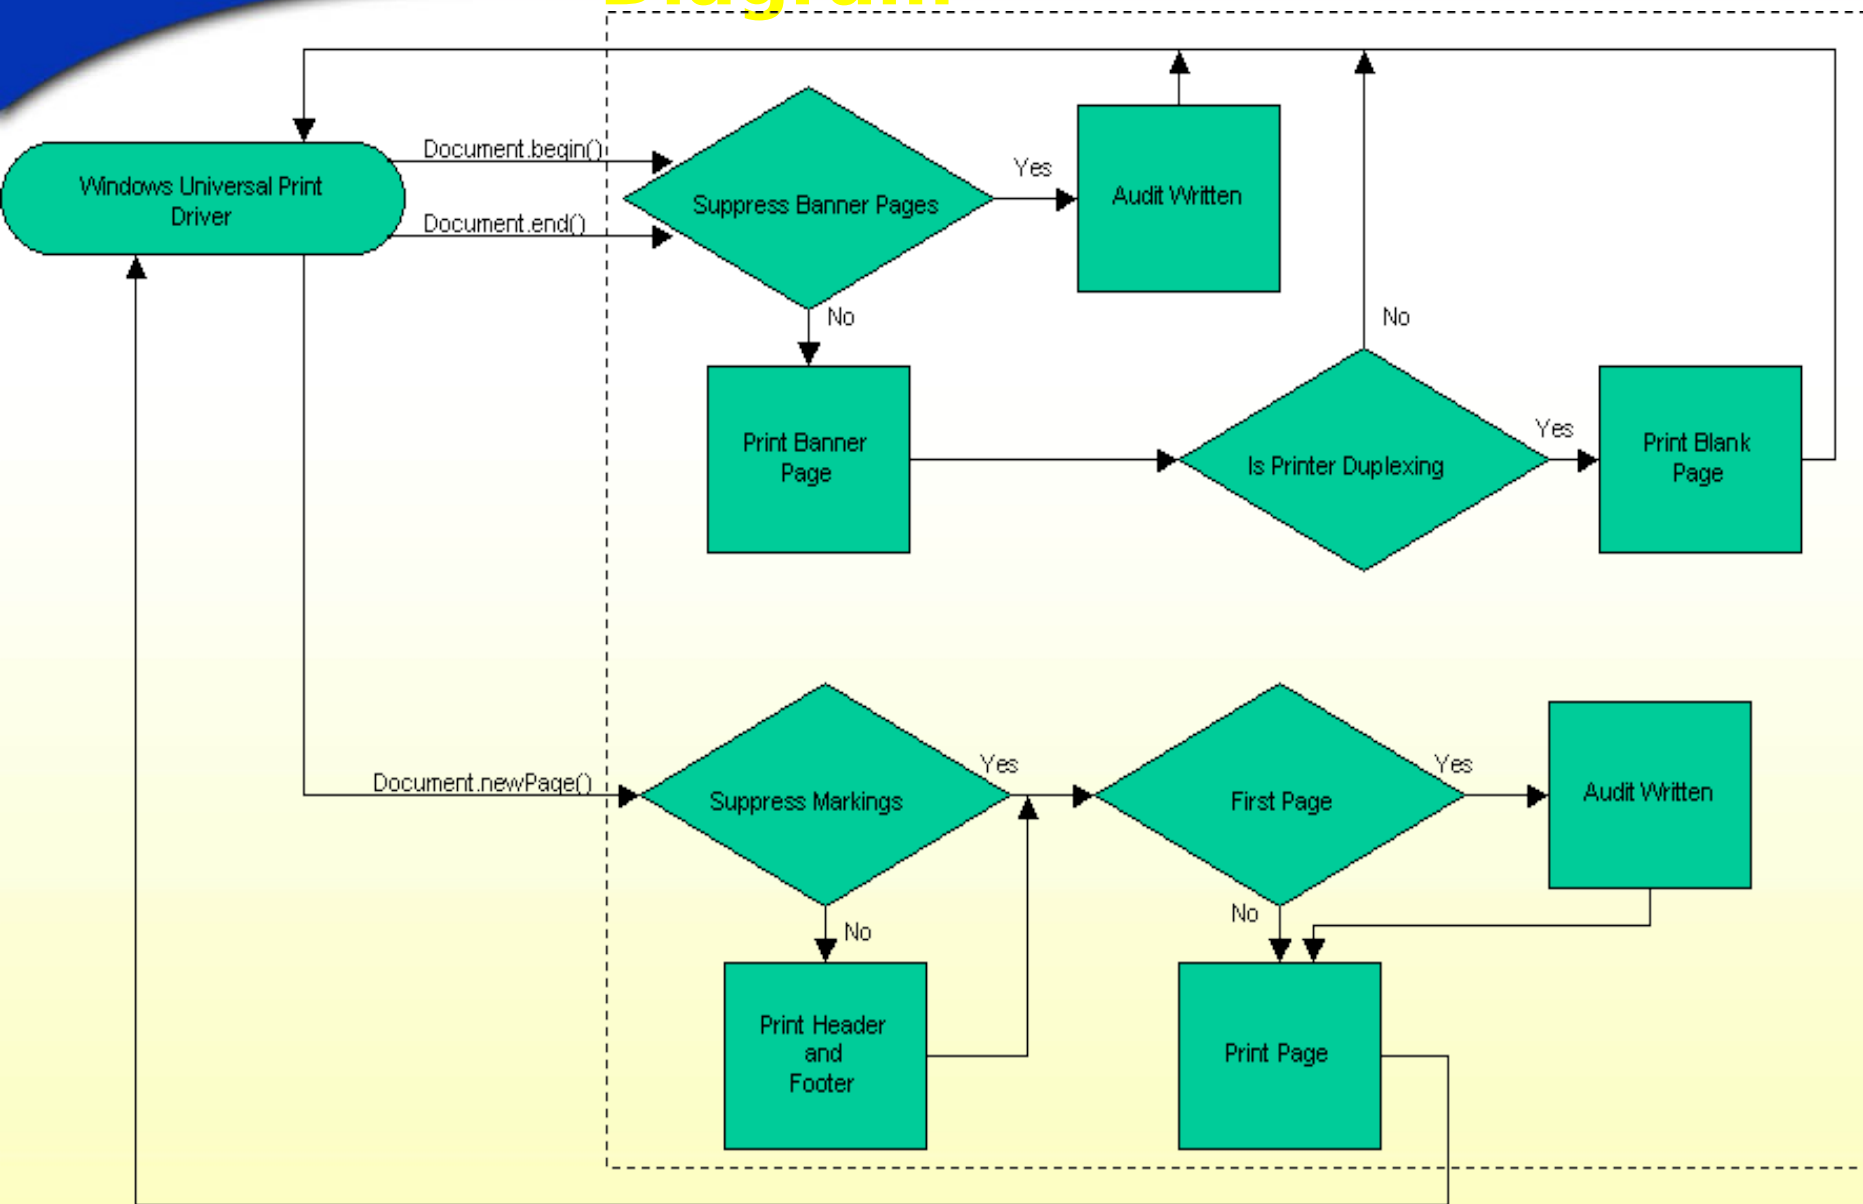 Diagram
Document.begin()
Windows Universal Print
Driver
Document.end()
Suppress Banner Pages
Yes
Audit Written
No
No
Print Banner
Page
Is Printer Duplexing
Yes
Print Blank
Page
Document.newPage()
Suppress Markings
Yes
First Page
Yes
Audit Written
No
No
Print Header
and
Footer
Print Page